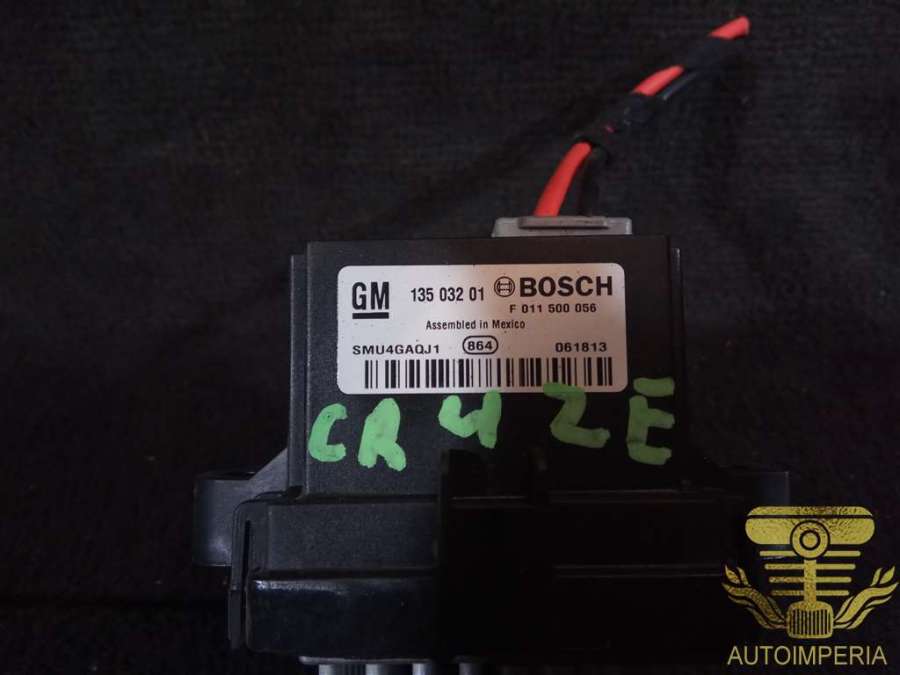 GM 135 032 01 BOSCH
F 011 500 056
Assembled in Mexico
SMU4GAQJ1 864 061813
CRUZE
AUTOIMPERIA